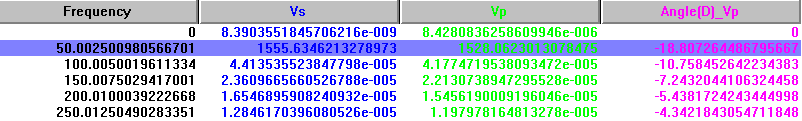 Frequency Vs Vp Angle(D)_Vp
0 8.3903551845706216e-009 8.4280836258609946e-006 0
50.002500980566701 1555.6346213278973 -18.807264486795667
100.0050019611334 4.413535523847798e-005 4.1774719538093472e-005 -10.758452642234383
150.0075029417001 2.3609665660526788e-005 2.2130738947295528e-005 -7.2432044106324458
200.0100039222668 1.6546895908240932e-005 1.5456190009196046e-005 -5.4381724243444998
250.01250490283351 1.2846170396080526e-005 1.197978164813278e-005 -4.3421843054711848